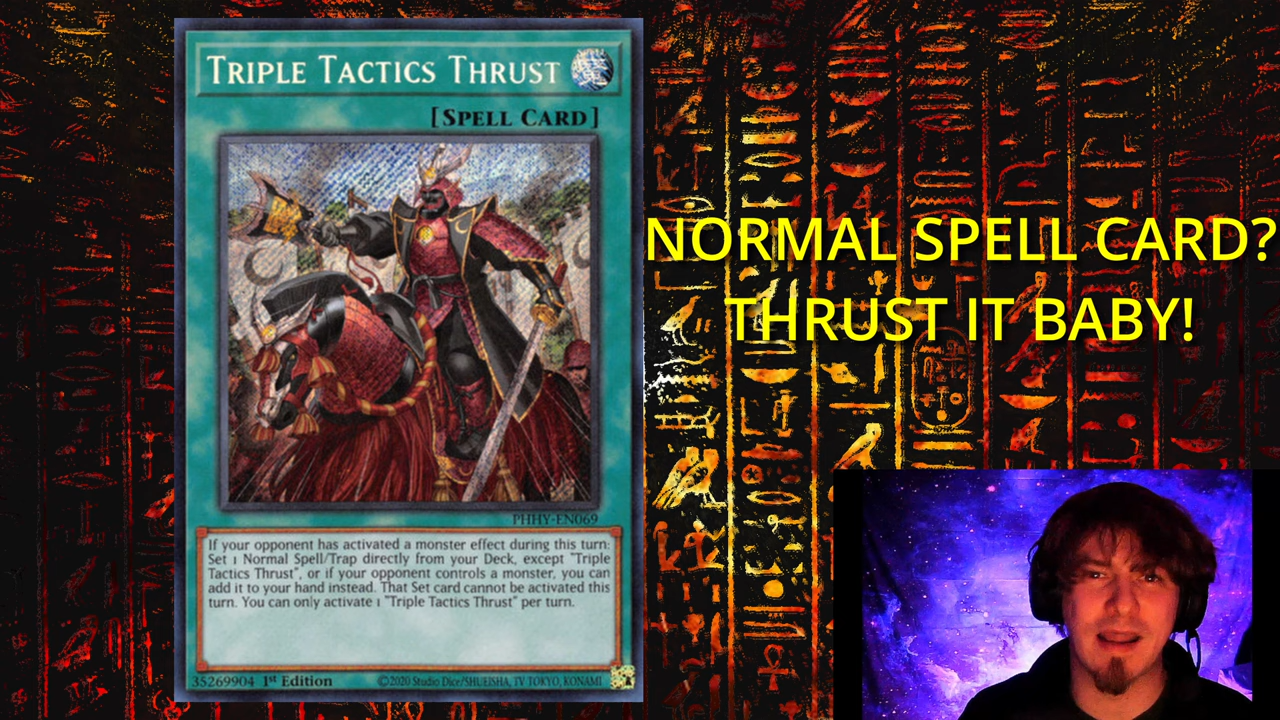 TRIPLE TACTICS THRUST
[SPELL CARD]
PHHY-EN069
If your opponent has activated a monster effect during this turn:
Set 1 Normal Spell/Trap directly from your Deck, except "Triple
Tactics Thrust", or if your opponent controls a monster, you can
add it to your hand instead. That Set card cannot be activated this
turn. You can only activate 1 "Triple Tactics Thrust" per turn.
35269904 1st Edition ©2020 Studio Dice/SHUEISHA, TV TOKYO, KONAMI
NORMAL SPELL CARD?
THRUST IT BABY!